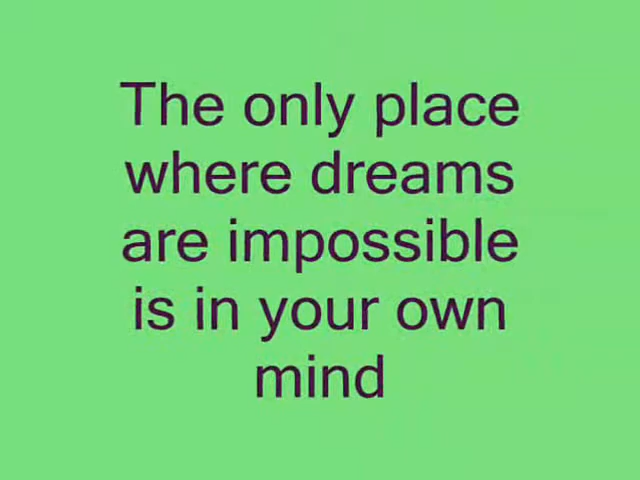 The only place
where dreams
are impossible
is in your own
mind